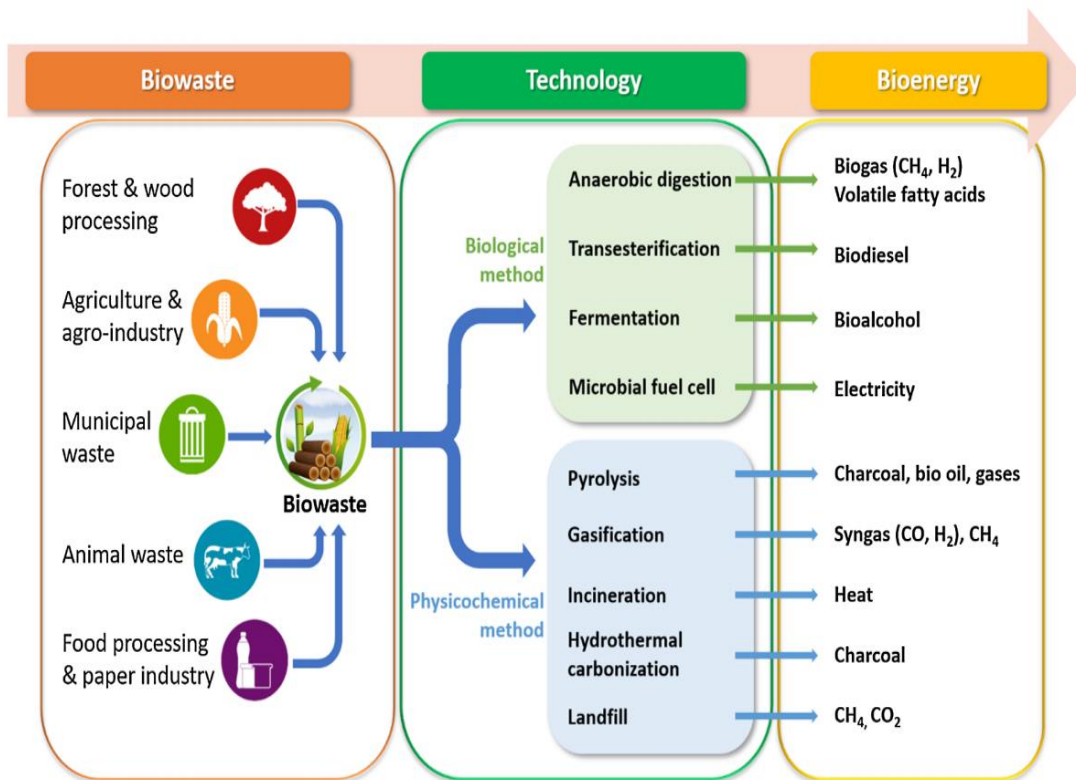 Biowaste
Technology
Bioenergy
Forest & wood
processing
Agriculture &
agro-industry
Municipal
waste
Animal waste
Food processing
& paper industry
Biowaste
Biological
method
Physicochemical
method
Anaerobic digestion
Transesterification
Fermentation
Microbial fuel cell
Pyrolysis
Gasification
Incineration
Hydrothermal
carbonization
Landfill
Biogas (CH₄, H₂)
Volatile fatty acids
Biodiesel
Bioalcohol
Electricity
Charcoal, bio oil, gases
Syngas (CO, H₂), CH₄
Heat
Charcoal
CH₄, CO₂